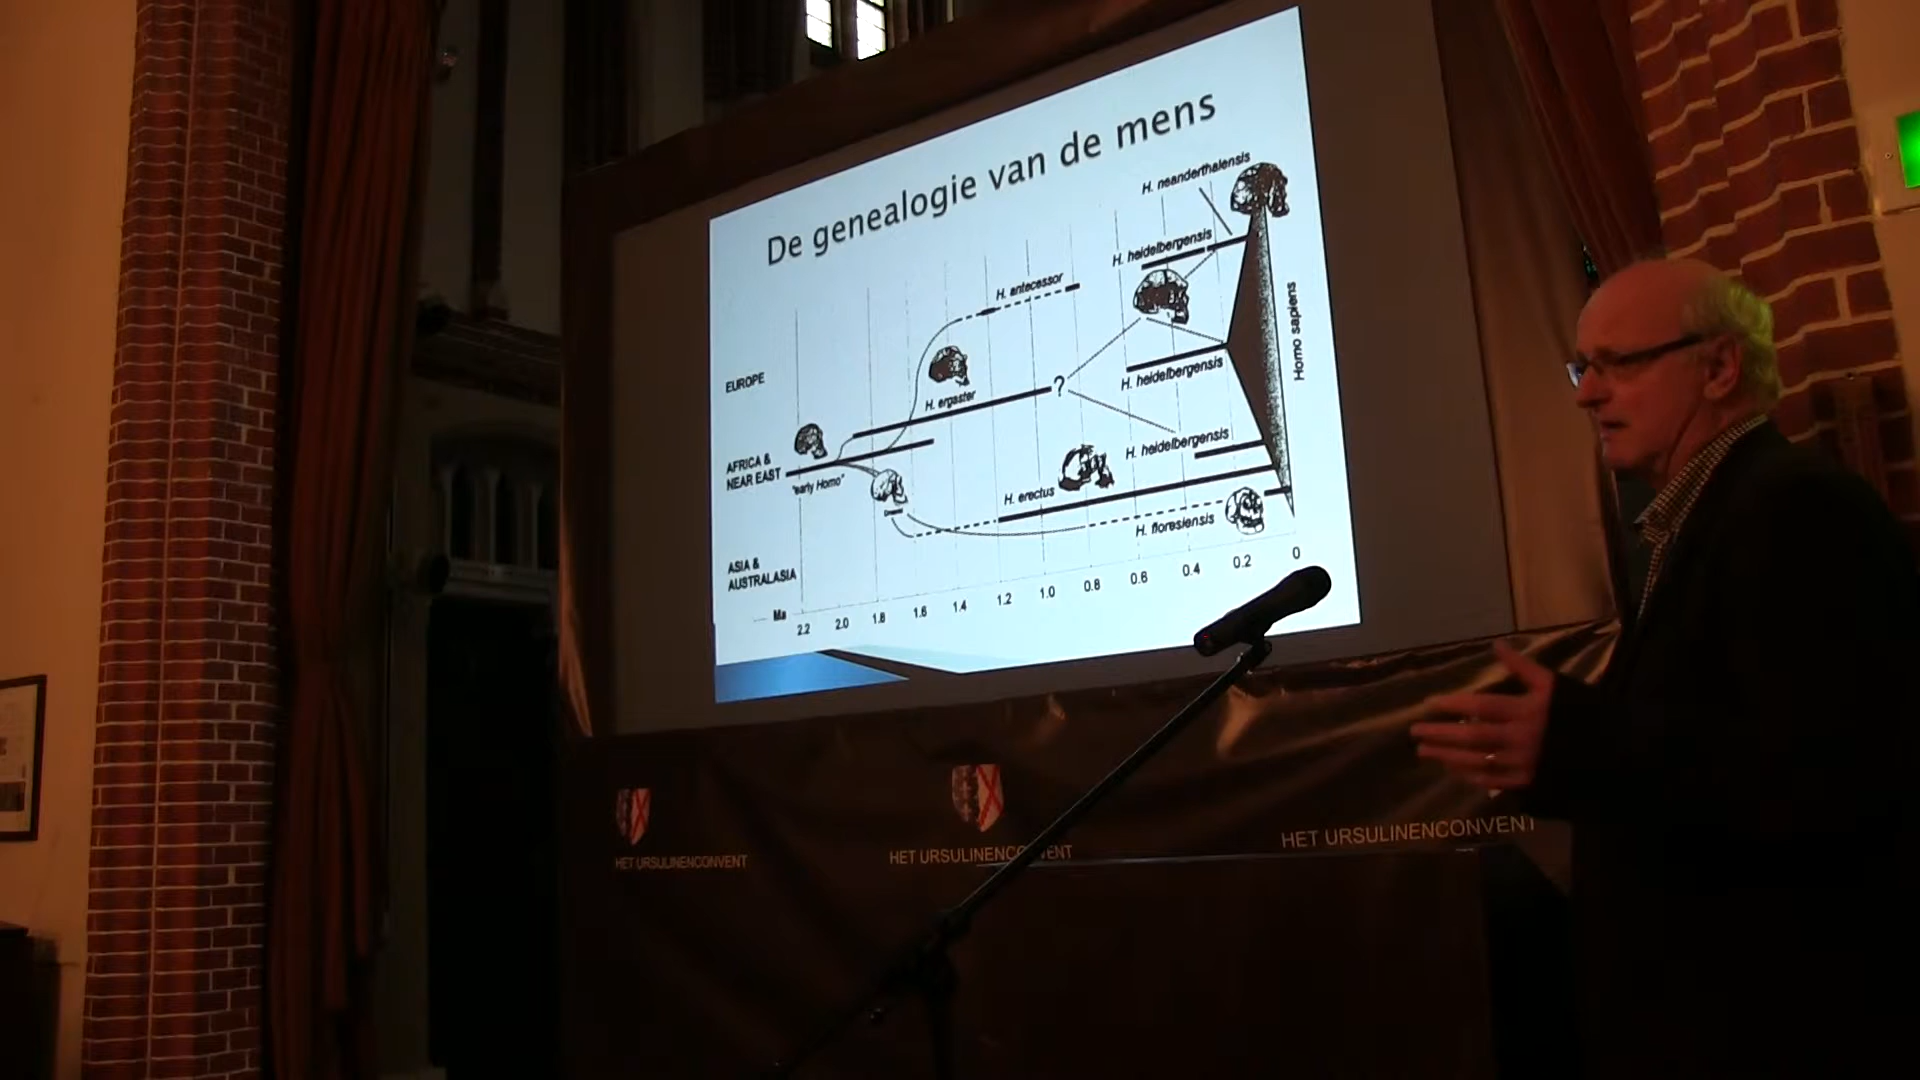 De genealogie van de mens
H. neanderthalensis
H. heidelbergensis
H. antecessor
EUROPE
H. ergaster
?
H. heidelbergensis
Homo sapiens
AFRICA &
NEAR EAST
"early Homo"
H. heidelbergensis
H. erectus
H. floresiensis
ASIA &
AUSTRALASIA
Ma
2.2 2.0 1.8 1.6 1.4 1.2 1.0 0.8 0.6 0.4 0.2 0
HET URSULINENCONVENT
HET URSULINENCONVENT
HET URSULINENCONVENT